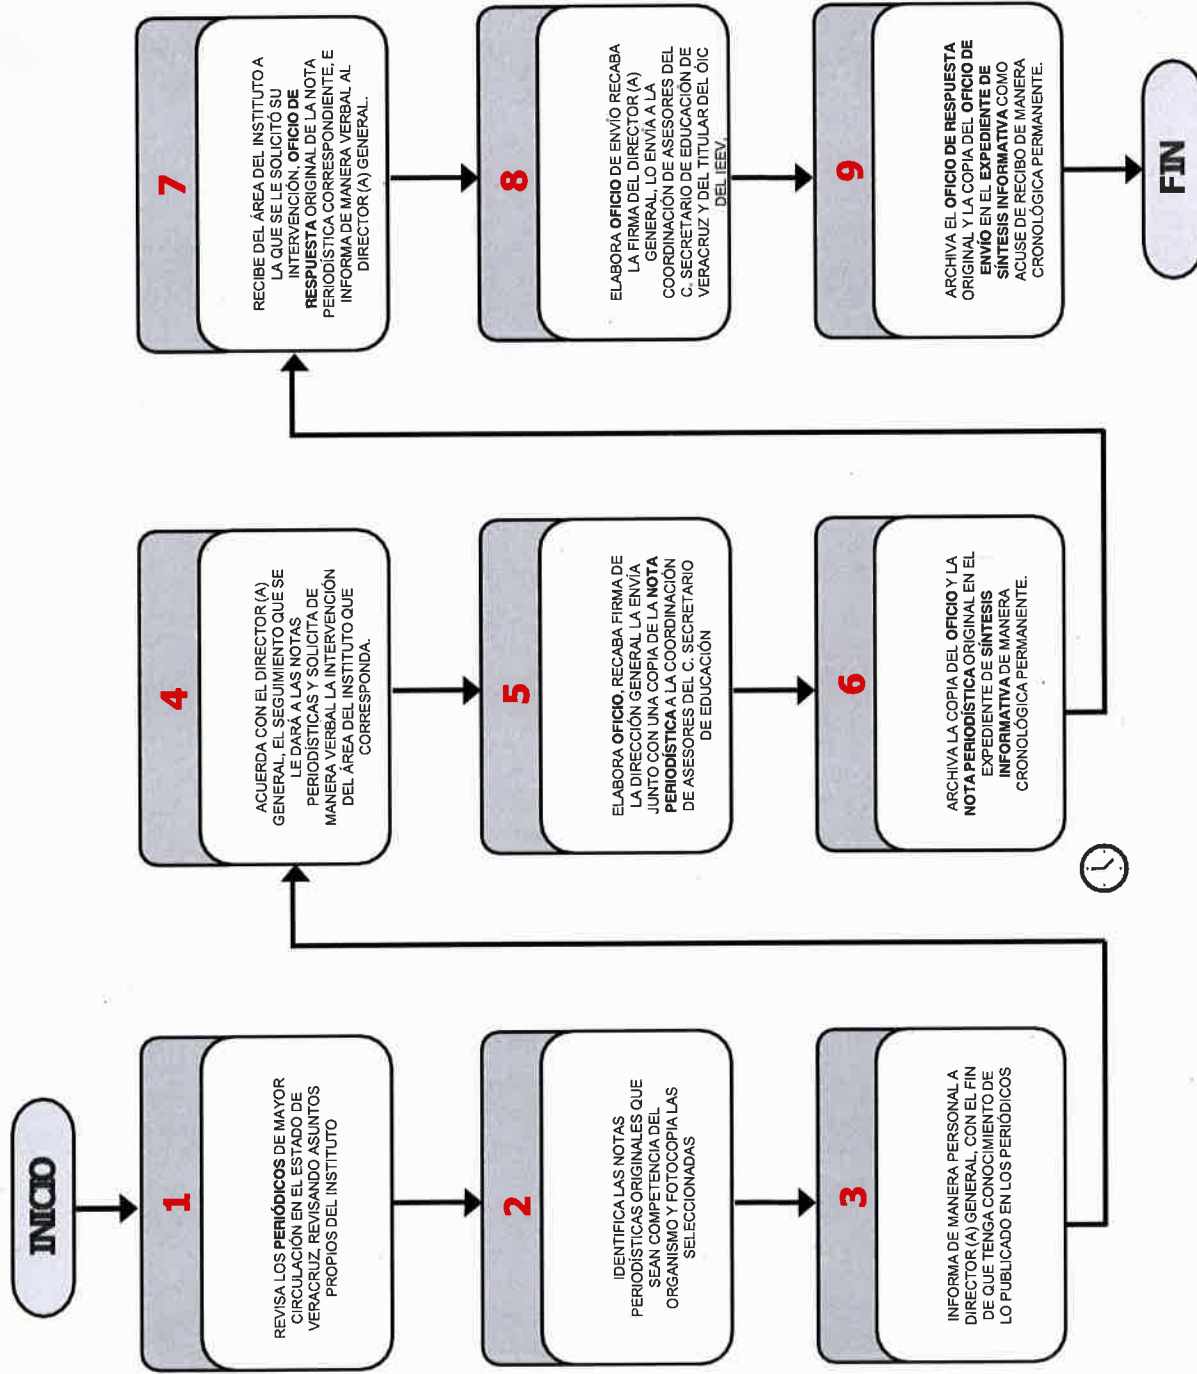 INICIO
1
REVISA LOS PERIÓDICOS DE MAYOR
CIRCULACIÓN EN EL ESTADO DE
VERACRUZ, REVISANDO ASUNTOS
PROPIOS DEL INSTITUTO
2
IDENTIFICA LAS NOTAS
PERIODÍSTICAS ORIGINALES QUE
SEAN COMPETENCIA DEL
ORGANISMO Y FOTOCOPIA LAS
SELECCIONADAS
3
INFORMA DE MANERA PERSONAL A
DIRECTOR (A) GENERAL, CON EL FIN
DE QUE TENGA CONOCIMIENTO DE
LO PUBLICADO EN LOS PERIÓDICOS
4
ACUERDA CON EL DIRECTOR (A)
GENERAL, EL SEGUIMIENTO QUE SE
LE DARÁ A LAS NOTAS
PERIODÍSTICAS Y SOLICITA DE
MANERA VERBAL LA INTERVENCIÓN
DEL ÁREA DEL INSTITUTO QUE
CORRESPONDA.
5
ELABORA OFICIO, RECABA FIRMA DE
LA DIRECCIÓN GENERAL LA ENVÍA
JUNTO CON UNA COPIA DE LA NOTA
PERIODÍSTICA A LA COORDINACIÓN
DE ASESORES DEL C. SECRETARIO
DE EDUCACIÓN
6
ARCHIVA LA COPIA DEL OFICIO Y LA
NOTA PERIODÍSTICA ORIGINAL EN EL
EXPEDIENTE DE SÍNTESIS
INFORMATIVA DE MANERA
CRONOLÓGICA PERMANENTE.
7
RECIBE DEL ÁREA DEL INSTITUTO A
LA QUE SE LE SOLICITÓ SU
INTERVENCIÓN, OFICIO DE
RESPUESTA ORIGINAL DE LA NOTA
PERIODÍSTICA CORRESPONDIENTE, E
INFORMA DE MANERA VERBAL AL
DIRECTOR (A) GENERAL.
8
ELABORA OFICIO DE ENVÍO RECABA
LA FIRMA DEL DIRECTOR (A)
GENERAL, LO ENVÍA A LA
COORDINACIÓN DE ASESORES DEL
C. SECRETARIO DE EDUCACIÓN DE
VERACRUZ Y DEL TITULAR DEL ÓIC
DEL IEEV,
9
ARCHIVA EL OFICIO DE RESPUESTA
ORIGINAL Y LA COPIA DEL OFICIO DE
ENVÍO EN EL EXPEDIENTE DE
SÍNTESIS INFORMATIVA COMO
ACUSE DE RECIBO DE MANERA
CRONOLÓGICA PERMANENTE.
FIN